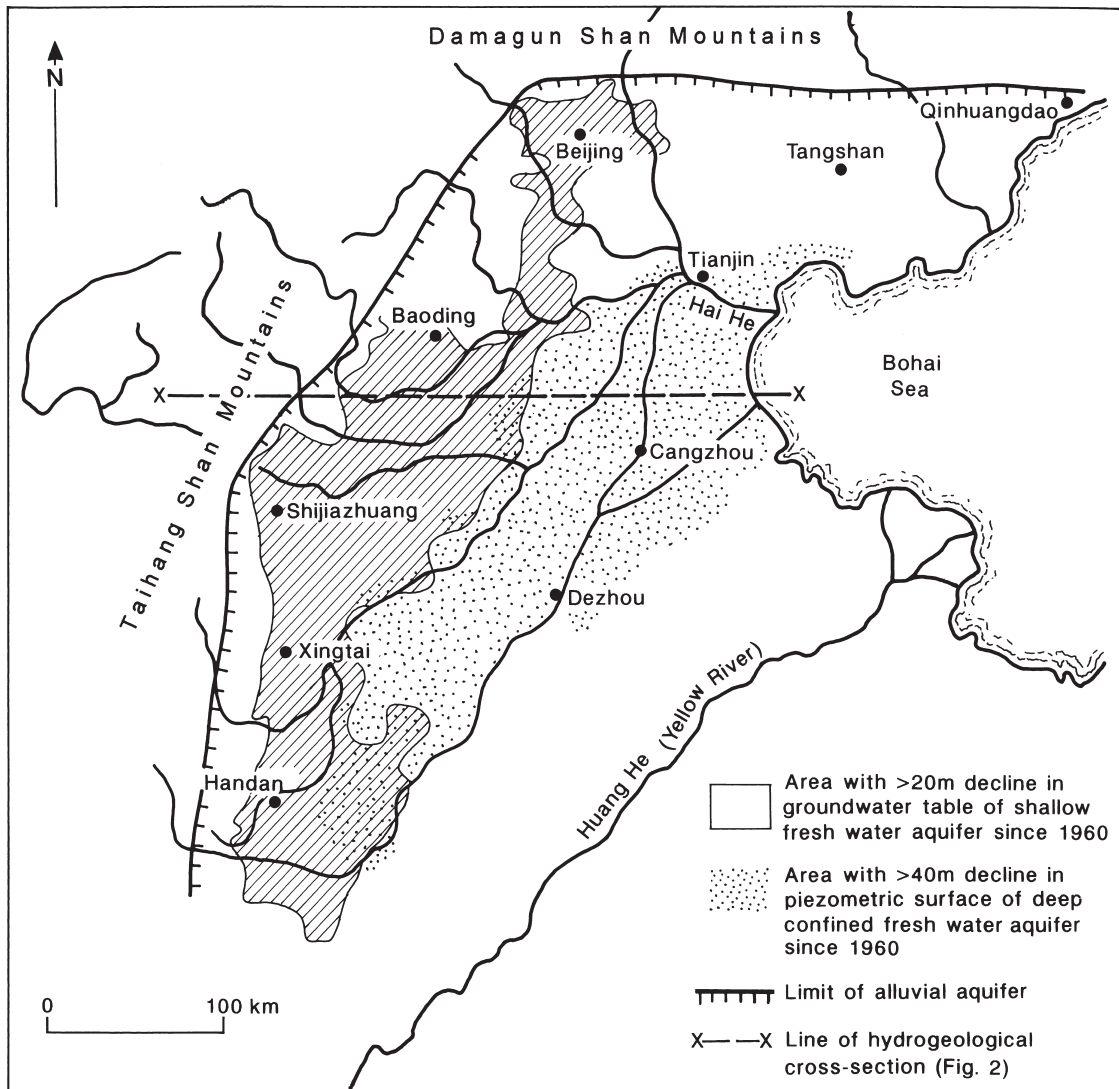 Damagun Shan Mountains
N
Qinhuangdao
Beijing
Tangshan
Tianjin
Hai He
Baoding
Bohai
Sea
X
X
Taihang Shan Mountains
Cangzhou
Shijiazhuang
Dezhou
Xingtai
Huang He (Yellow River)
Handan
Area with >20m decline in
groundwater table of shallow
fresh water aquifer since 1960
Area with >40m decline in
piezometric surface of deep
confined fresh water aquifer
since 1960
Limit of alluvial aquifer
X—X Line of hydrogeological
cross-section (Fig. 2)
0 100 km